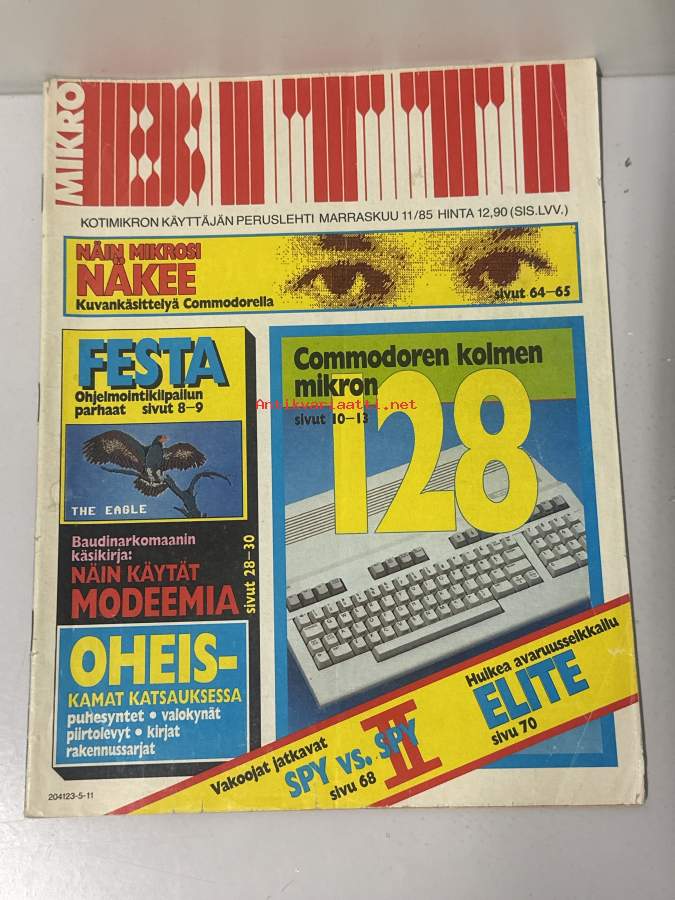 MIKRO
BITTI
KOTIMIKRON KÄYTTÄJÄN PERUSLEHTI MARRASKUU 11/85 HINTA 12,90 (SIS.LVV.)
NÄIN MIKROSI
NÄKEE
Kuvankäsittelyä Commodorella
sivut 64–65
FESTA
Ohjelmointikilpailun
parhaat sivut 8–9
THE EAGLE
Baudinarkomaanin
käsikirja:
NÄIN KÄYTÄT
MODEEMIA
sivut 28–30
OHEIS-
KAMAT KATSAUKSESSA
puhesyntet • valokynät
piirtolevyt • kirjat
rakennussarjat
Commodoren kolmen
mikron
sivut 10–13
128
Antikvariaatti.net
Vakoojat jatkavat
SPY vs. SPY
II
sivu 68
Huikea avaruusseikkailu
ELITE
sivu 70
204123-5-11